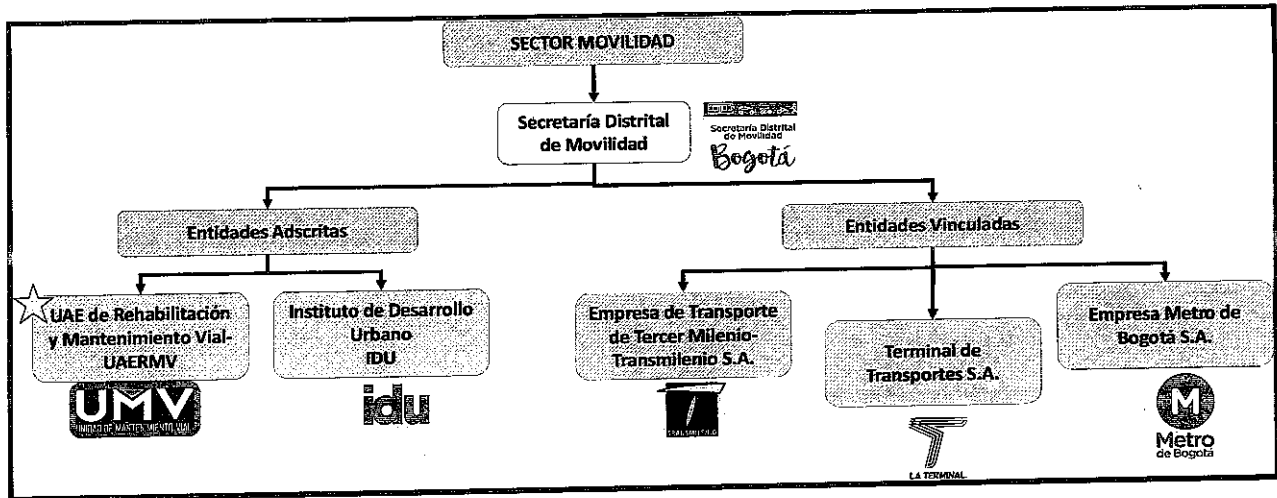 SECTOR MOVILIDAD
Secretaría Distrital
de Movilidad
Secretaría Distrital
de Movilidad
Bogotá
Entidades Adscritas
Entidades Vinculadas
UAE de Rehabilitación
y Mantenimiento Vial-
UAERMV
Instituto de Desarrollo
Urbano
IDU
Empresa de Transporte
de Tercer Milenio-
Transmilenio S.A.
Terminal de
Transportes S.A.
Empresa Metro de
Bogotá S.A.
UMV
UNIDAD DE MANTENIMIENTO VIAL
idu
TRANSMILENIO
LA TERMINAL
M
Metro
de Bogotá